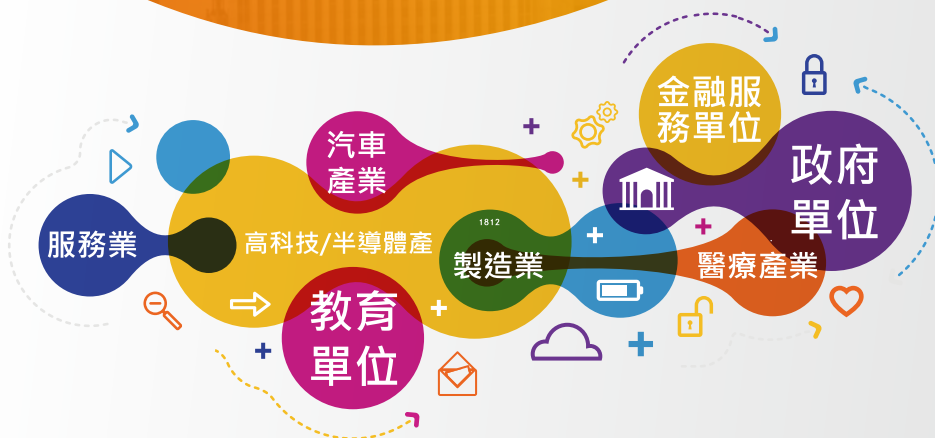 金融服
務單位
汽車
產業
政府
單位
服務業
高科技/半導體產
1812
製造業
醫療產業
教育
單位